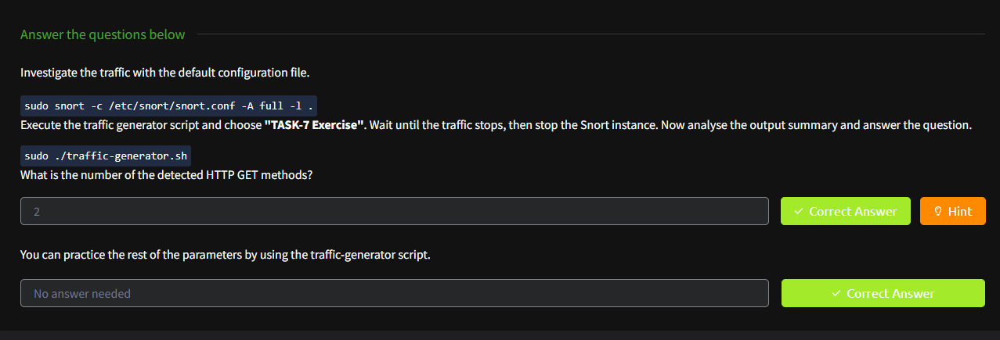 Answer the questions below
Investigate the traffic with the default configuration file.
sudo snort -c /etc/snort/snort.conf -A full -l .
Execute the traffic generator script and choose "TASK-7 Exercise". Wait until the traffic stops, then stop the Snort instance. Now analyse the output summary and answer the question.
sudo ./traffic-generator.sh
What is the number of the detected HTTP GET methods?
2
Correct Answer
Hint
You can practice the rest of the parameters by using the traffic-generator script.
No answer needed
Correct Answer